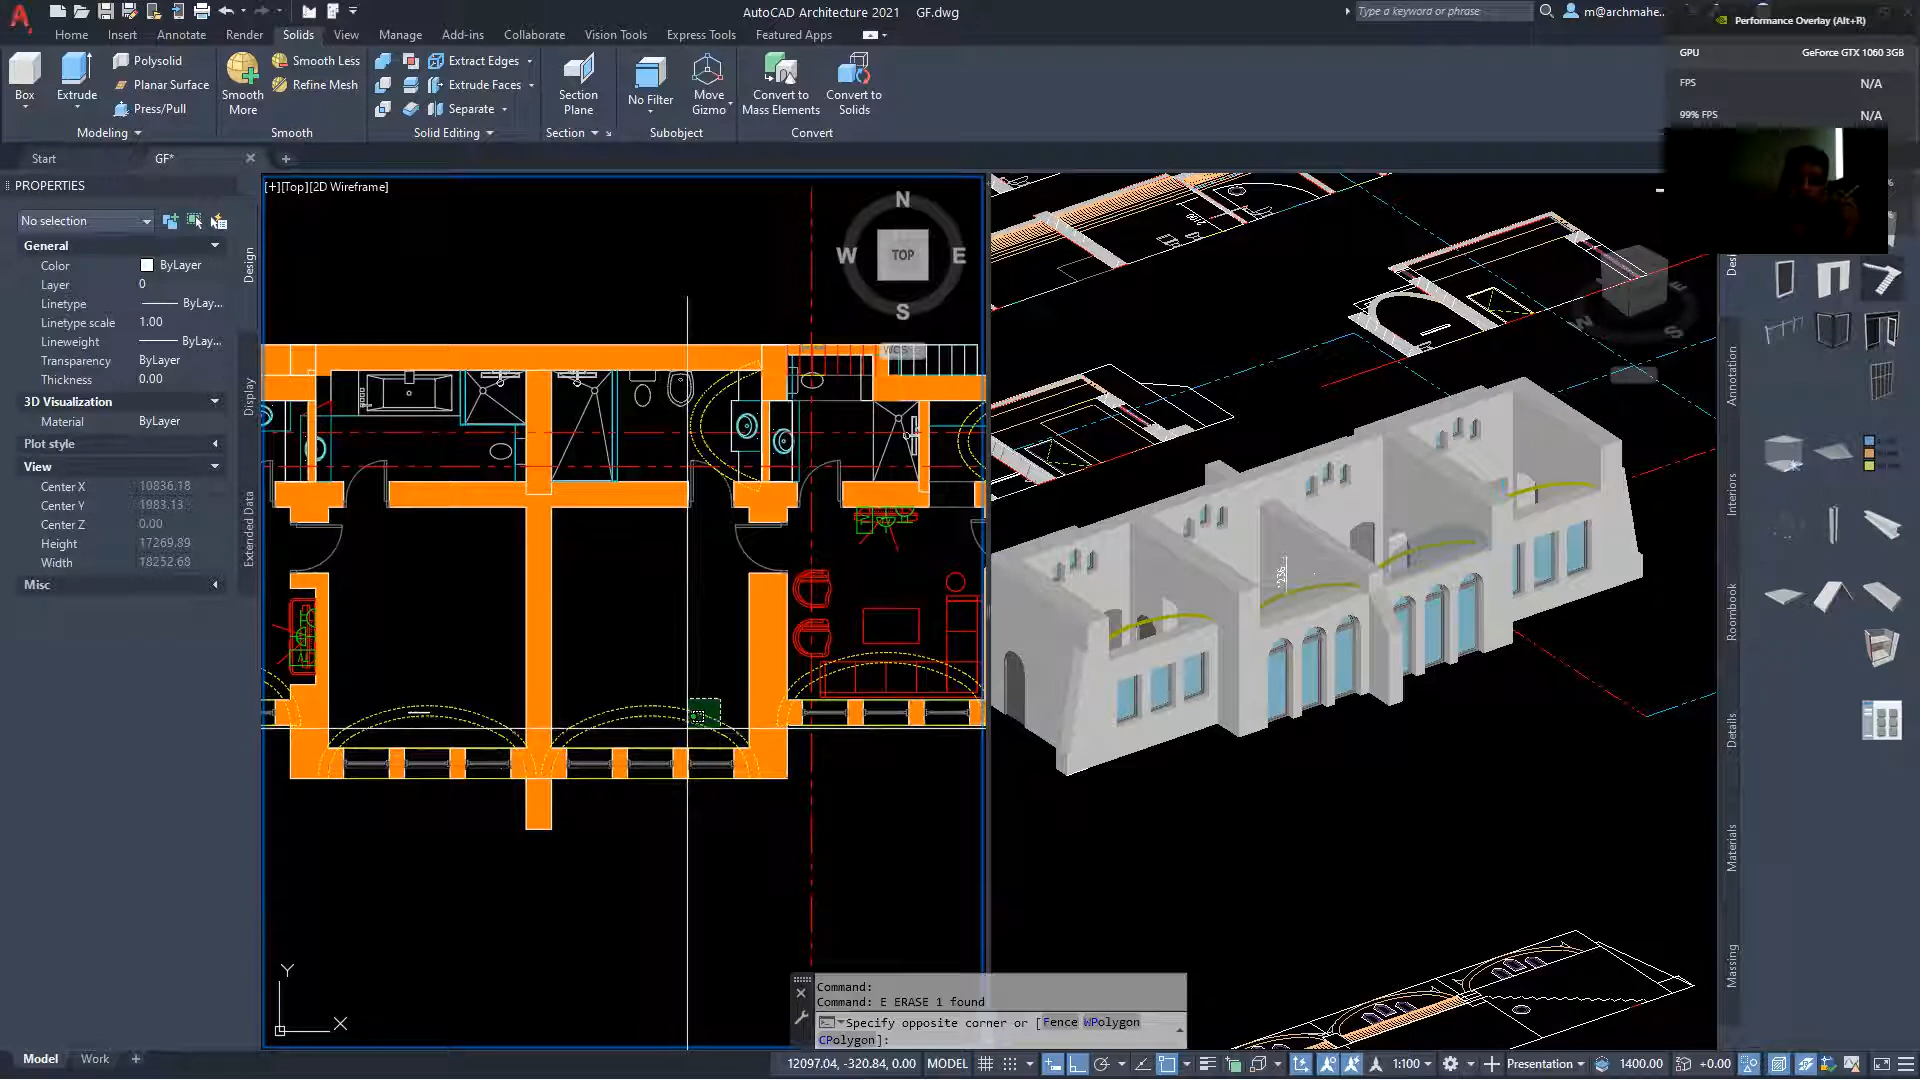 AutoCAD Architecture 2021 GF.dwg
Type a keyword or phrase
m@archmahe..
Performance Overlay (Alt+R)
Home Insert Annotate Render Solids View Manage Add-ins Collaborate Vision Tools Express Tools Featured Apps
GPU GeForce GTX 1060 3GB
FPS N/A
99% FPS N/A
Polysolid
Planar Surface
Press/Pull
Box
Extrude
Smooth More
Smooth Less
Refine Mesh
Extract Edges
Extrude Faces
Separate
Section Plane
No Filter
Move Gizmo
Convert to Mass Elements
Convert to Solids
Modeling Smooth Solid Editing Section Subobject Convert
Start GF*
PROPERTIES
No selection
General
Color ByLayer
Layer 0
Linetype ByLay...
Linetype scale 1.00
Lineweight ByLay...
Transparency ByLayer
Thickness 0.00
3D Visualization
Material ByLayer
Plot style
View
Center X 10836.18
Center Y 1983.13
Center Z 0.00
Height 17269.89
Width 18252.68
Misc
Design
Display
Extended Data
[+][Top][2D Wireframe]
N
W TOP E
S
WCS
N
S
E
Annotation
Interiors
Roombook
Details
Materials
Massing
Y
X
Command:
Command: E ERASE 1 found
Specify opposite corner or [Fence WPolygon
CPolygon]:
Model Work +
12097.04, -320.84, 0.00 MODEL
1:100
Presentation
1400.00
+0.00